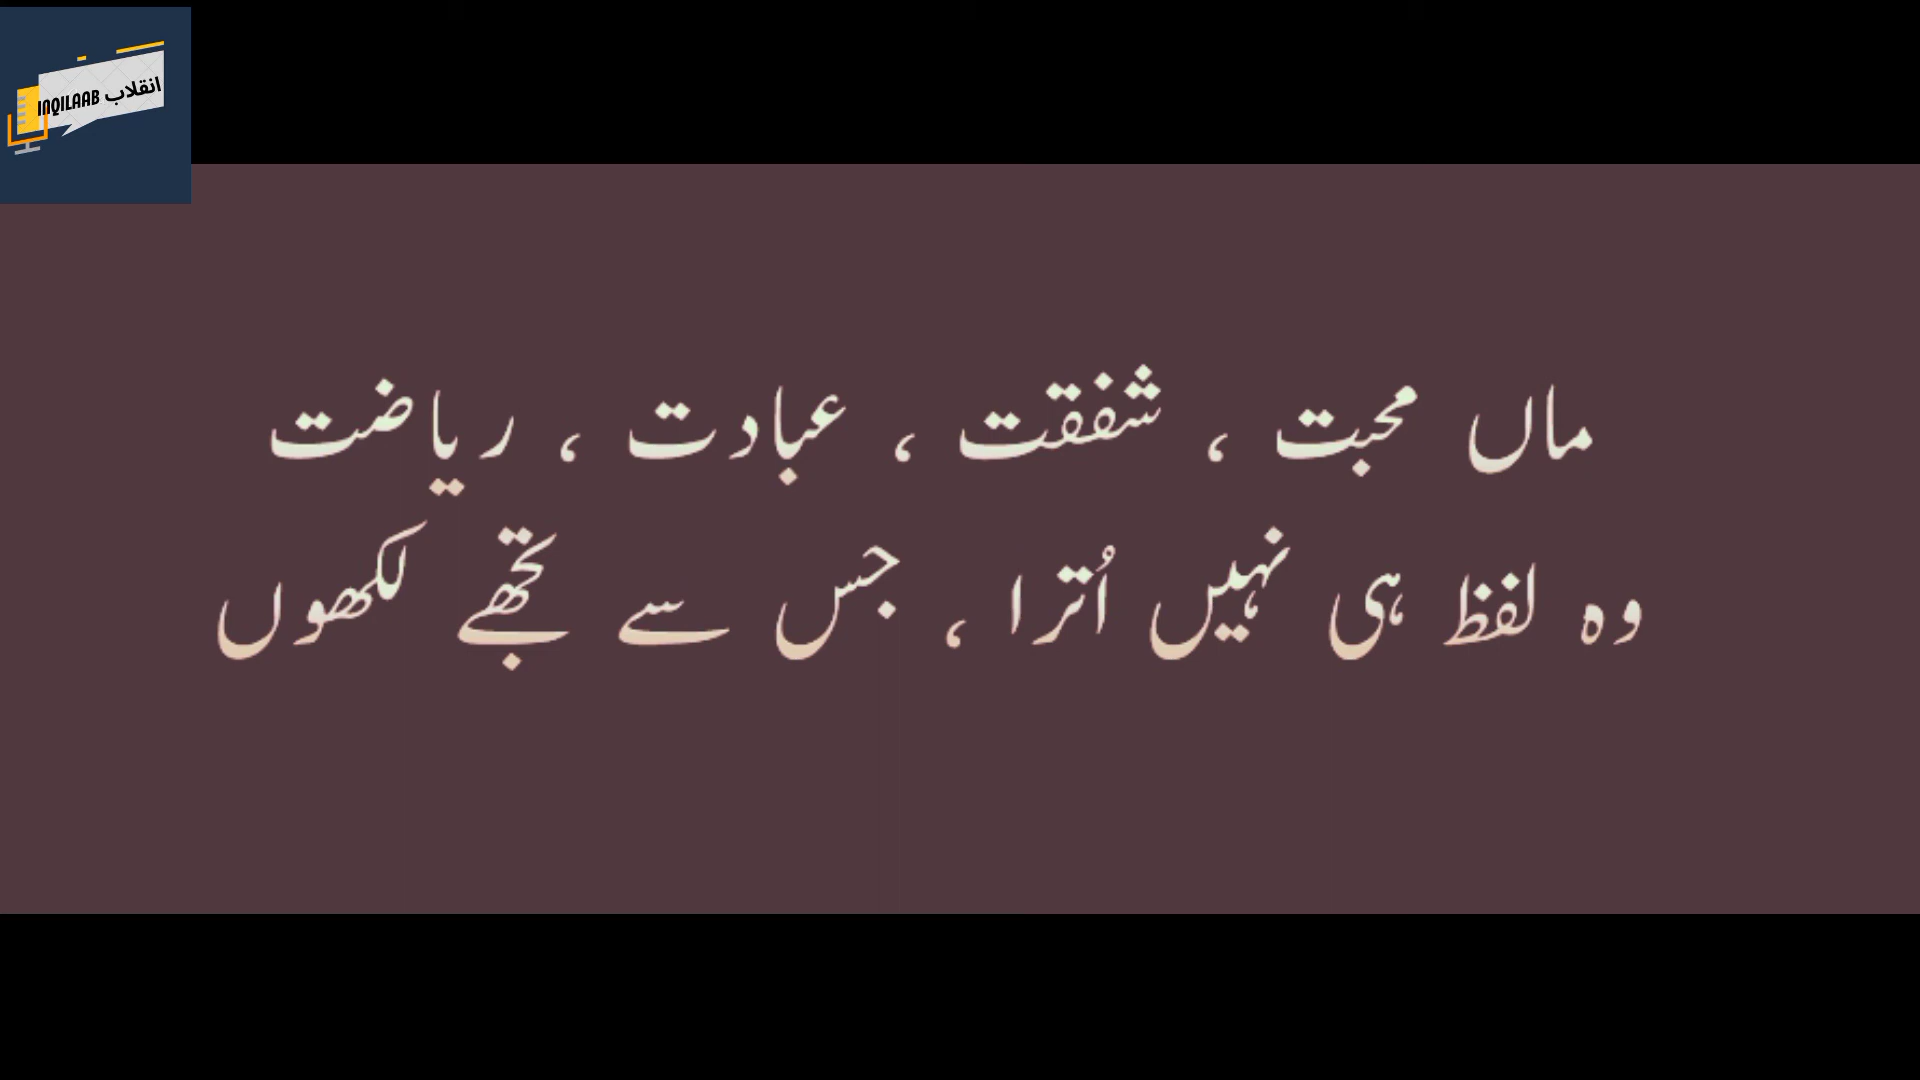 INQILAAB انقلاب
ماں محبت ، شفقت ، عبادت ، ریاضت
وہ لفظ ہی نہیں اُترا ، جس سے تجھے لکھوں